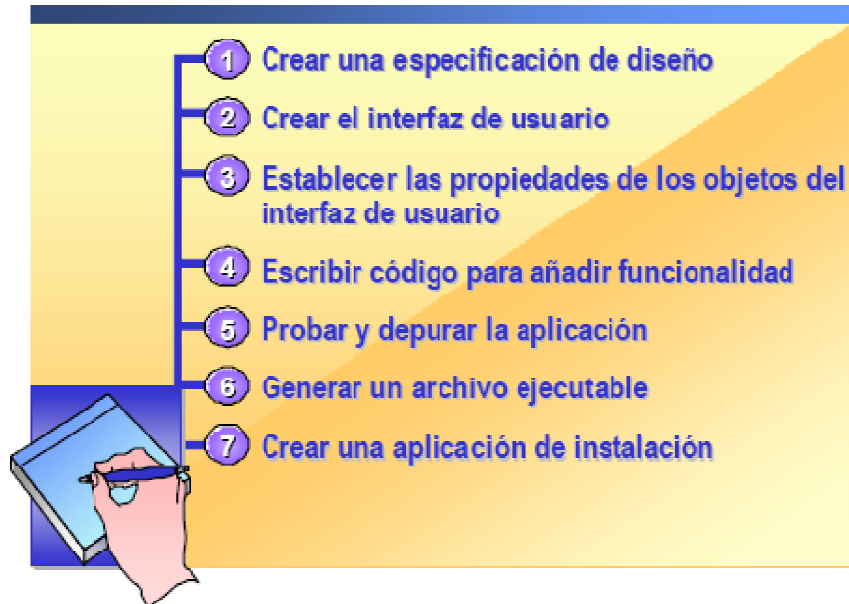 1 Crear una especificación de diseño
2 Crear el interfaz de usuario
3 Establecer las propiedades de los objetos del
interfaz de usuario
4 Escribir código para añadir funcionalidad
5 Probar y depurar la aplicación
6 Generar un archivo ejecutable
7 Crear una aplicación de instalación